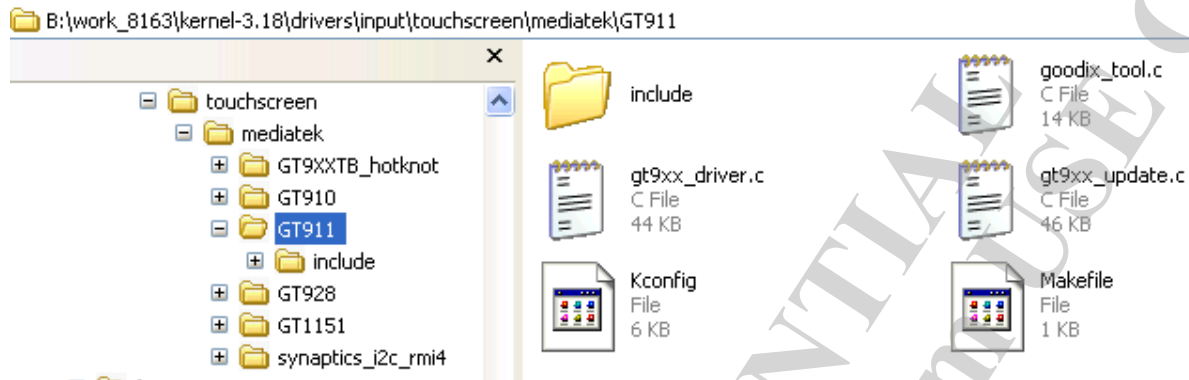 B:\work_8163\kernel-3.18\drivers\input\touchscreen\mediatek\GT911
touchscreen
mediatek
GT9XXTB_hotknot
GT910
GT911
include
GT928
GT1151
synaptics_i2c_rmi4
include
goodix_tool.c
C File
14 KB
gt9xx_driver.c
C File
44 KB
gt9xx_update.c
C File
46 KB
Kconfig
File
6 KB
Makefile
File
1 KB